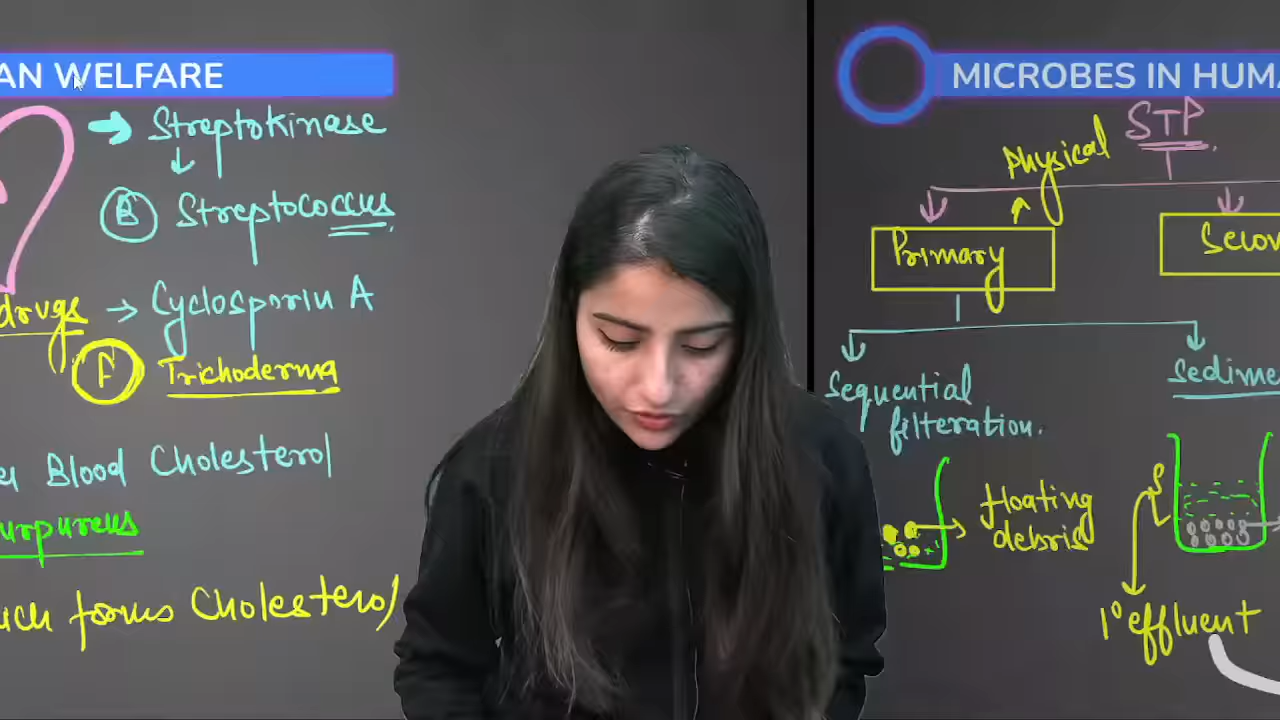 AN WELFARE
Streptokinase
B Streptococcus
drugs → Cyclosporin A
F Trichoderma
Blood Cholesterol
forms Cholesterol
MICROBES IN HUMA
STP
Physical
Primary
Secon
Sequential
filteration.
Sedime
floating
debris
1° effluent